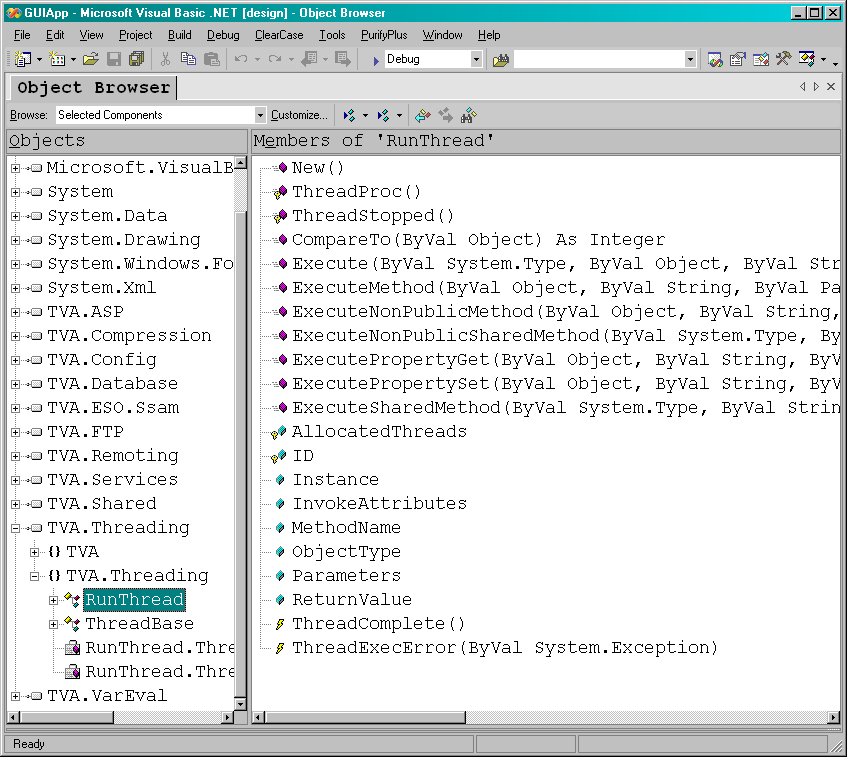 GUIApp - Microsoft Visual Basic .NET [design] - Object Browser
File Edit View Project Build Debug ClearCase Tools PurifyPlus Window Help
Debug
Object Browser
Browse: Selected Components Customize...
Objects
Members of 'RunThread'
Microsoft.VisualB
System
System.Data
System.Drawing
System.Windows.Fo
System.Xml
TVA.ASP
TVA.Compression
TVA.Config
TVA.Database
TVA.ESO.Ssam
TVA.FTP
TVA.Remoting
TVA.Services
TVA.Shared
TVA.Threading
{} TVA
{} TVA.Threading
RunThread
ThreadBase
RunThread.Thre
RunThread.Thre
TVA.VarEval
New()
ThreadProc()
ThreadStopped()
CompareTo(ByVal Object) As Integer
Execute(ByVal System.Type, ByVal Object, ByVal Str
ExecuteMethod(ByVal Object, ByVal String, ByVal Pa
ExecuteNonPublicMethod(ByVal Object, ByVal String,
ExecuteNonPublicSharedMethod(ByVal System.Type, By
ExecutePropertyGet(ByVal Object, ByVal String, ByV
ExecutePropertySet(ByVal Object, ByVal String, ByV
ExecuteSharedMethod(ByVal System.Type, ByVal Strin
AllocatedThreads
ID
Instance
InvokeAttributes
MethodName
ObjectType
Parameters
ReturnValue
ThreadComplete()
ThreadExecError(ByVal System.Exception)
Ready